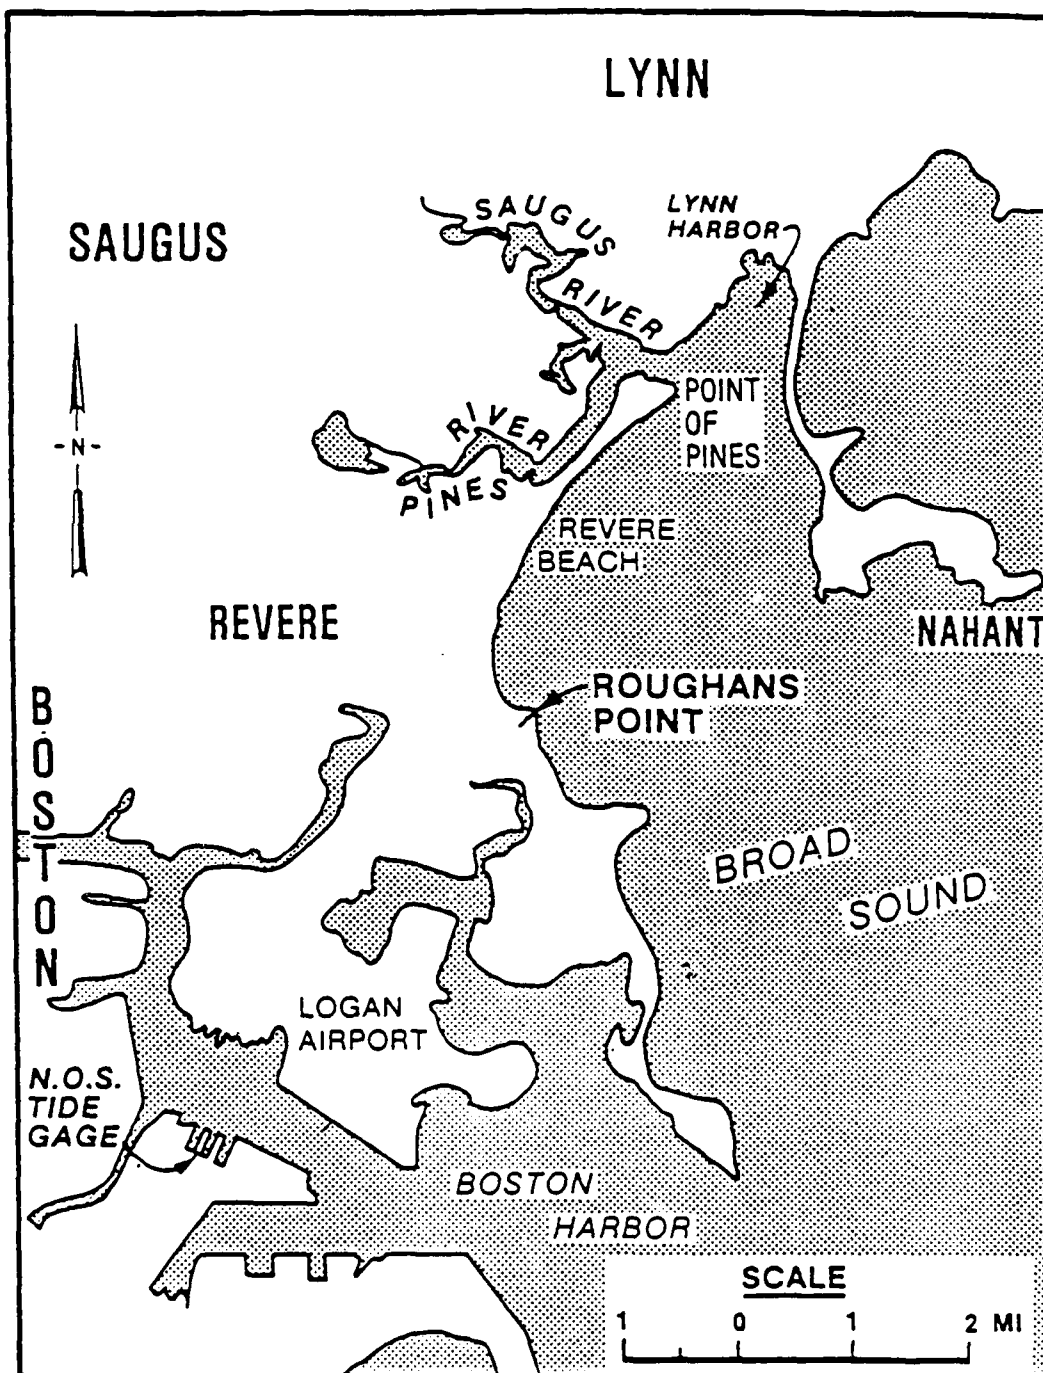 LYNN
SAUGUS
RIVER
LYNN
HARBOR
SAUGUS
-N-
POINT
OF
PINES
PINES RIVER
REVERE
BEACH
REVERE
NAHANT
ROUGHANS
POINT
BOSTON
BROAD
SOUND
LOGAN
AIRPORT
N.O.S.
TIDE
GAGE
BOSTON
HARBOR
SCALE
1 0 1 2 MI